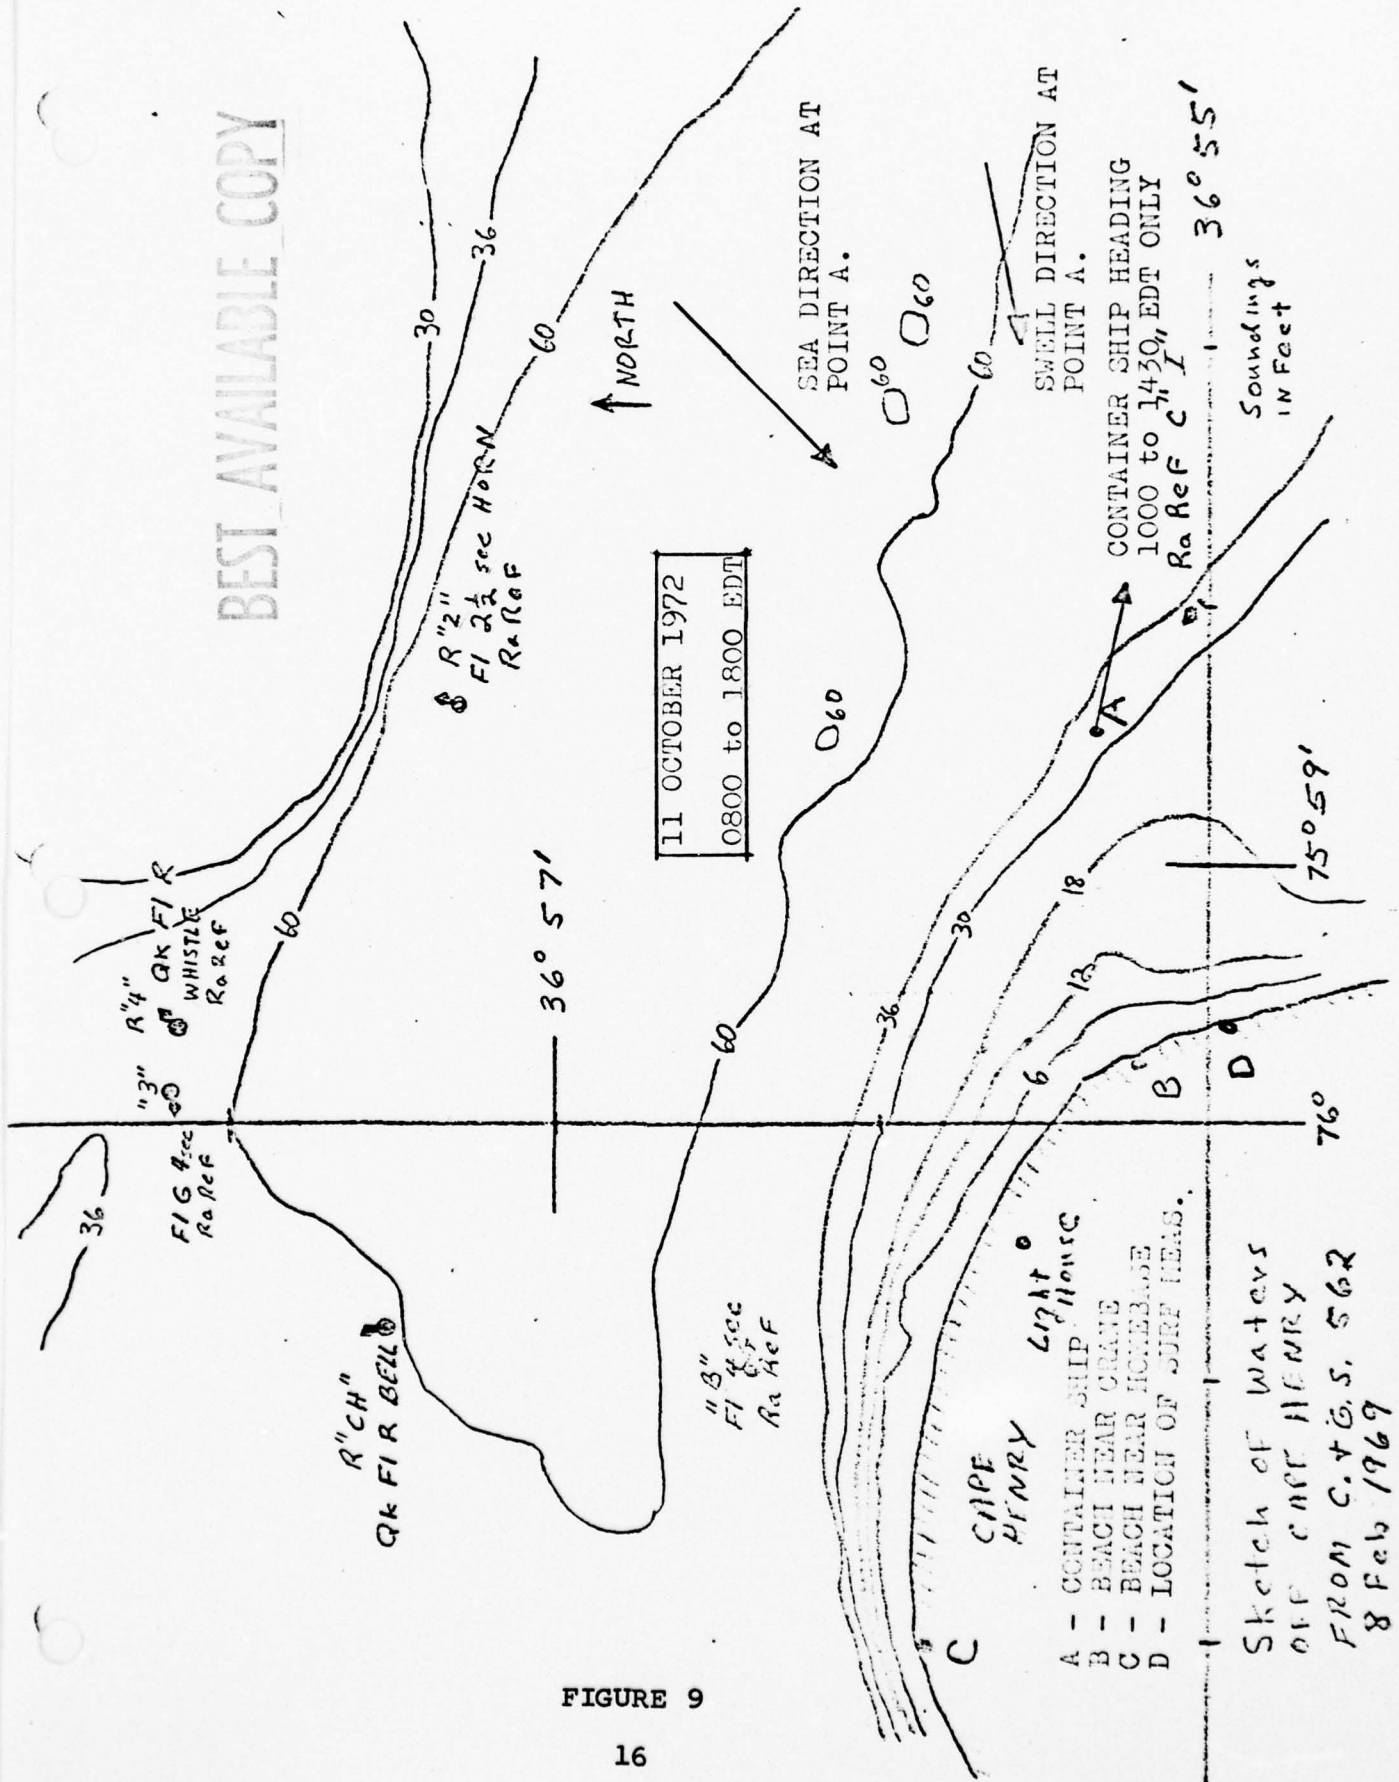 BEST AVAILABLE COPY
36
"3"
Fl G 4 sec
Ra Ref
R "4"
Qk Fl R
WHISTLE
Ra Ref
30
36
60
60
R "2"
Fl 2½ sec HORN
Ra Ref
NORTH
R "CH"
Qk Fl R BELL
36° 57'
11 OCTOBER 1972
0800 to 1800 EDT
SEA DIRECTION AT
POINT A.
60
60
60
60
60
SWELL DIRECTION AT
POINT A.
"B"
Fl 4 sec
Ra Ref
CONTAINER SHIP HEADING
1000 to 1430, EDT ONLY
Ra Ref C "1"
A
36
30
18
12
6
36° 55'
Soundings
IN Feet
75° 59'
76°
B
D
C
CAPE
HENRY
Light
House
A - CONTAINER SHIP
B - BEACH NEAR CRANE
C - BEACH NEAR HOMEBASE
D - LOCATION OF SURF MEAS.
Sketch OF Waters
OFF CAPE HENRY
FROM C. & G. S. 562
8 Feb 1969
FIGURE 9
16